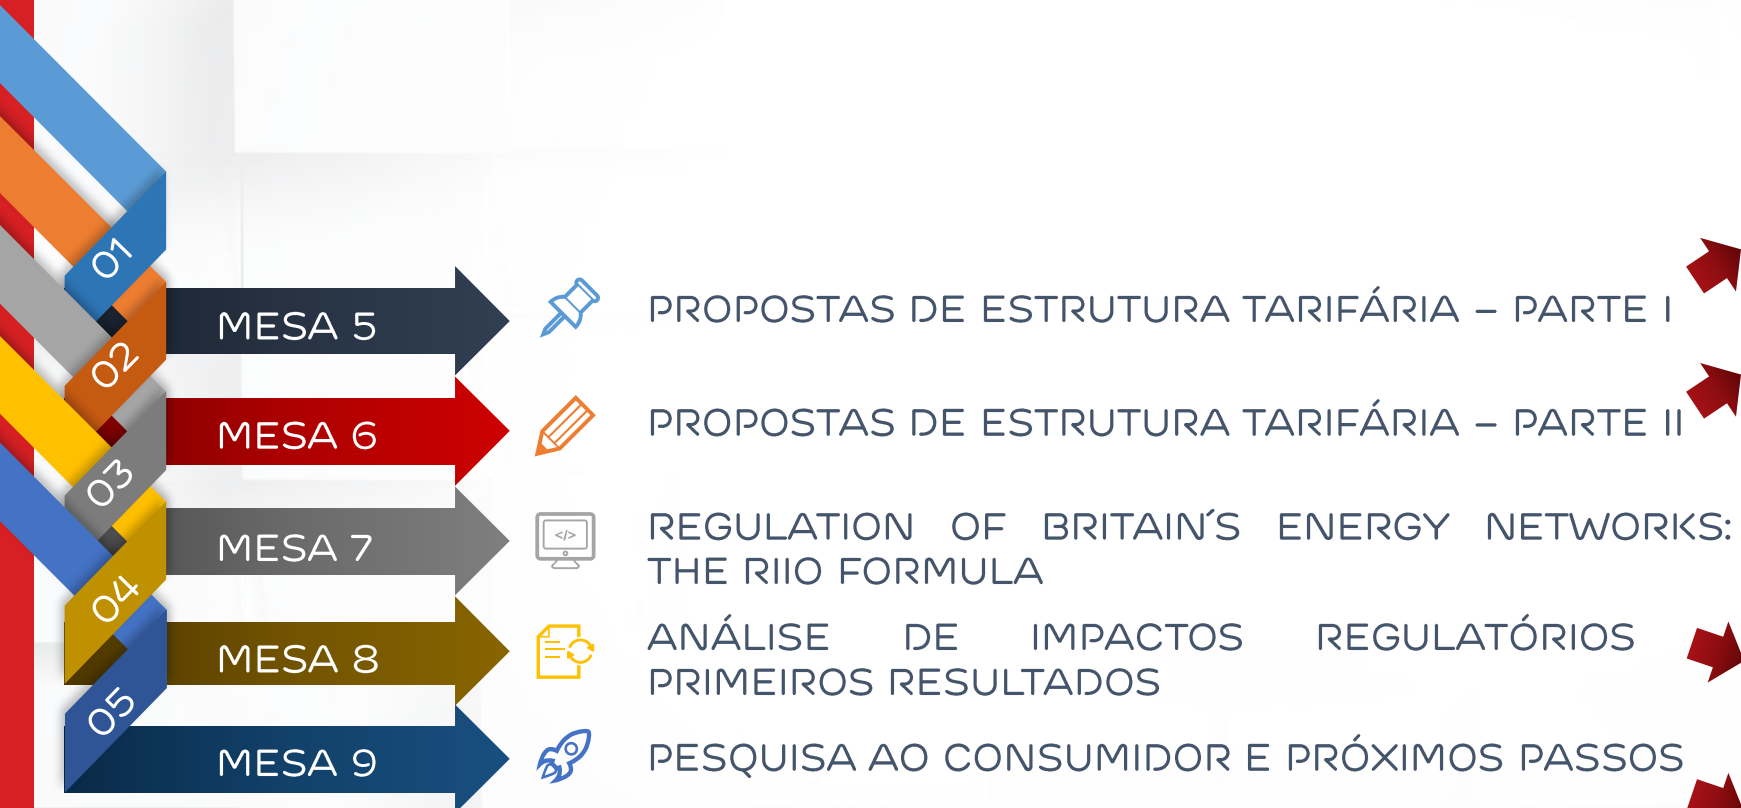 01
MESA 5
PROPOSTAS DE ESTRUTURA TARIFÁRIA – PARTE I
02
MESA 6
PROPOSTAS DE ESTRUTURA TARIFÁRIA – PARTE II
03
MESA 7
</>
REGULATION OF BRITAIN´S ENERGY NETWORKS:
THE RIIO FORMULA
04
MESA 8
ANÁLISE DE IMPACTOS REGULATÓRIOS
PRIMEIROS RESULTADOS
05
MESA 9
PESQUISA AO CONSUMIDOR E PRÓXIMOS PASSOS